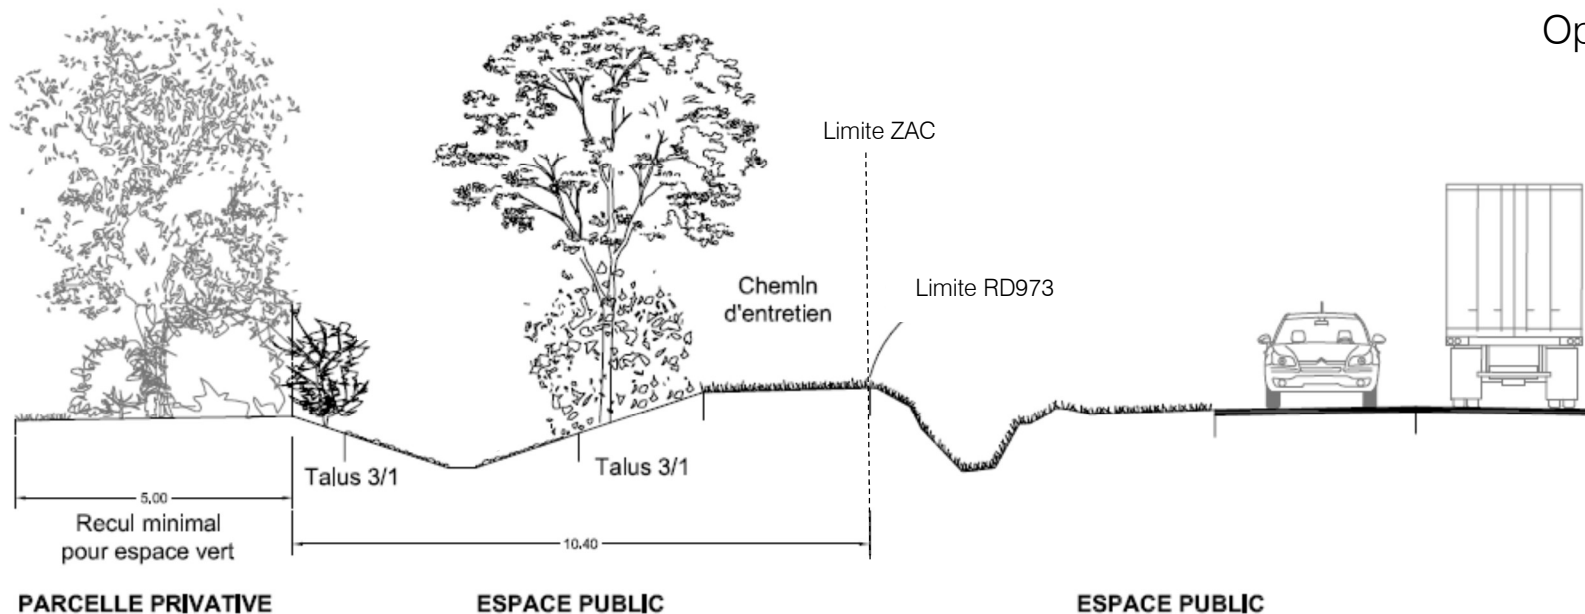 Op
Limite ZAC
Limite RD973
Chemin
d'entretien
Talus 3/1
Talus 3/1
5.00
Recul minimal
pour espace vert
10.40
PARCELLE PRIVATIVE
ESPACE PUBLIC
ESPACE PUBLIC